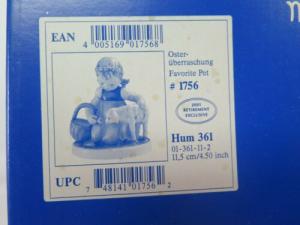 EAN
4 005169 017568
Oster-
überraschung
Favorite Pet
# 1756
2001
RETIREMENT
EXCLUSIVE
Hum 361
01-361-11-2
11,5 cm/4.50 inch
UPC
7 48141 01756 2